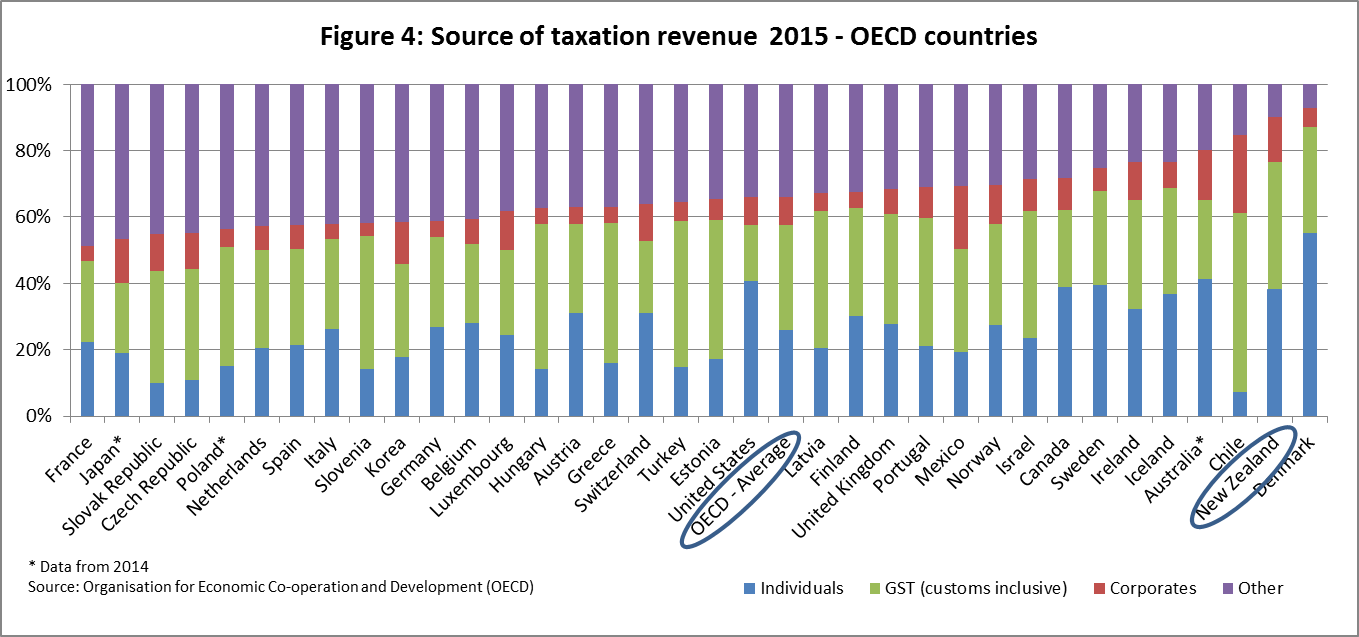 Figure 4: Source of taxation revenue  2015 - OECD countries
100%
80%
60%
40%
20%
0%
France
Japan*
Slovak Republic
Czech Republic
Poland*
Netherlands
Spain
Italy
Slovenia
Korea
Germany
Belgium
Luxembourg
Hungary
Austria
Greece
Switzerland
Turkey
Estonia
United States
OECD - Average
Latvia
Finland
United Kingdom
Portugal
Mexico
Norway
Israel
Canada
Sweden
Ireland
Iceland
Australia*
Chile
New Zealand
Denmark
* Data from 2014
Source: Organisation for Economic Co-operation and Development (OECD)
Individuals
GST (customs inclusive)
Corporates
Other